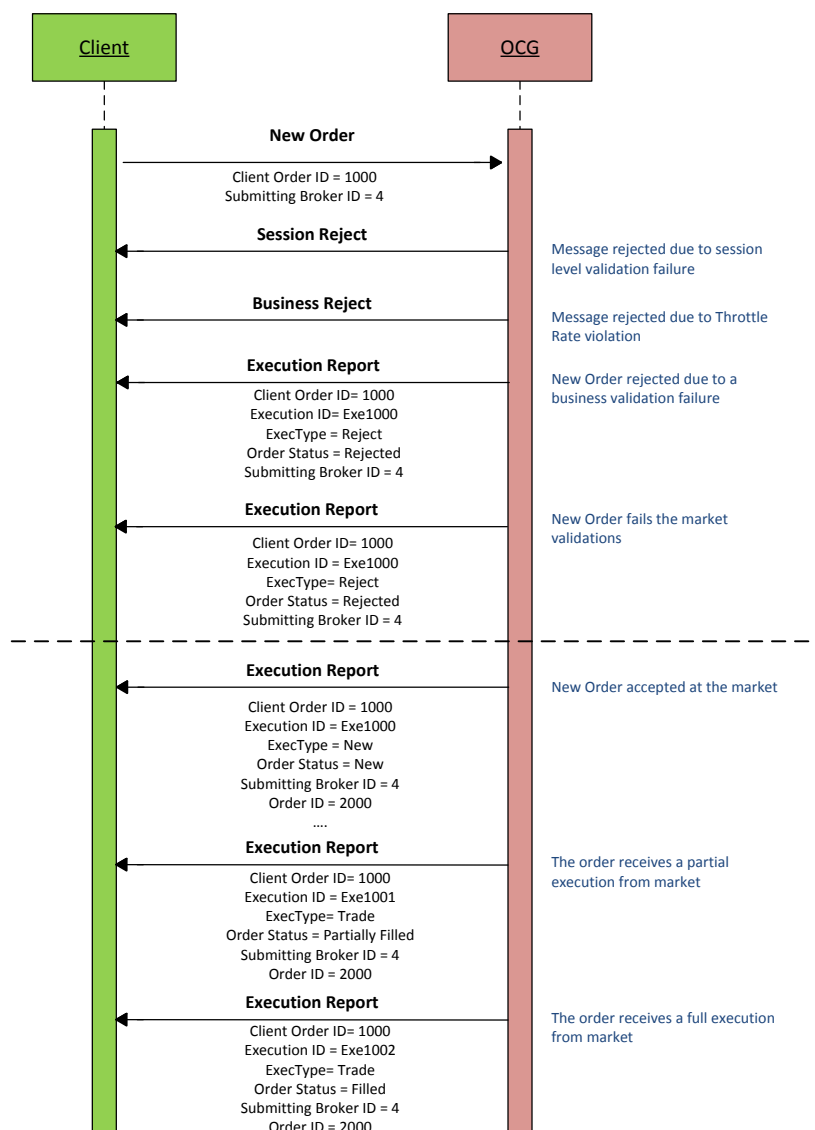 Client
OCG
New Order
Client Order ID = 1000
Submitting Broker ID = 4
Session Reject
Message rejected due to session
level validation failure
Business Reject
Message rejected due to Throttle
Rate violation
Execution Report
New Order rejected due to a
business validation failure
Client Order ID= 1000
Execution ID= Exe1000
ExecType = Reject
Order Status = Rejected
Submitting Broker ID = 4
Execution Report
New Order fails the market
validations
Client Order ID= 1000
Execution ID = Exe1000
ExecType= Reject
Order Status = Rejected
Submitting Broker ID = 4
Execution Report
New Order accepted at the market
Client Order ID = 1000
Execution ID = Exe1000
ExecType = New
Order Status = New
Submitting Broker ID = 4
Order ID = 2000
....
Execution Report
The order receives a partial
execution from market
Client Order ID= 1000
Execution ID = Exe1001
ExecType= Trade
Order Status = Partially Filled
Submitting Broker ID = 4
Order ID = 2000
Execution Report
The order receives a full execution
from market
Client Order ID= 1000
Execution ID = Exe1002
ExecType= Trade
Order Status = Filled
Submitting Broker ID = 4
Order ID = 2000